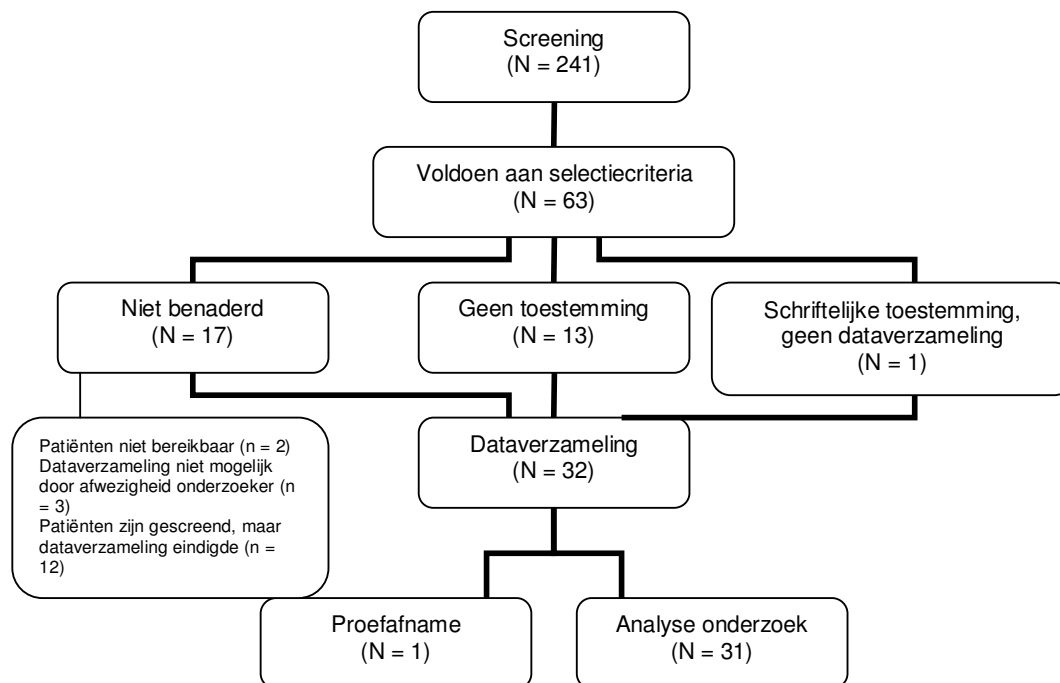 Screening
(N = 241)
Voldoen aan selectiecriteria
(N = 63)
Niet benaderd
(N = 17)
Geen toestemming
(N = 13)
Schriftelijke toestemming,
geen dataverzameling
(N = 1)
Patiënten niet bereikbaar (n = 2)
Dataverzameling niet mogelijk
door afwezigheid onderzoeker (n
= 3)
Patiënten zijn gescreend, maar
dataverzameling eindigde (n =
12)
Dataverzameling
(N = 32)
Proefafname
(N = 1)
Analyse onderzoek
(N = 31)